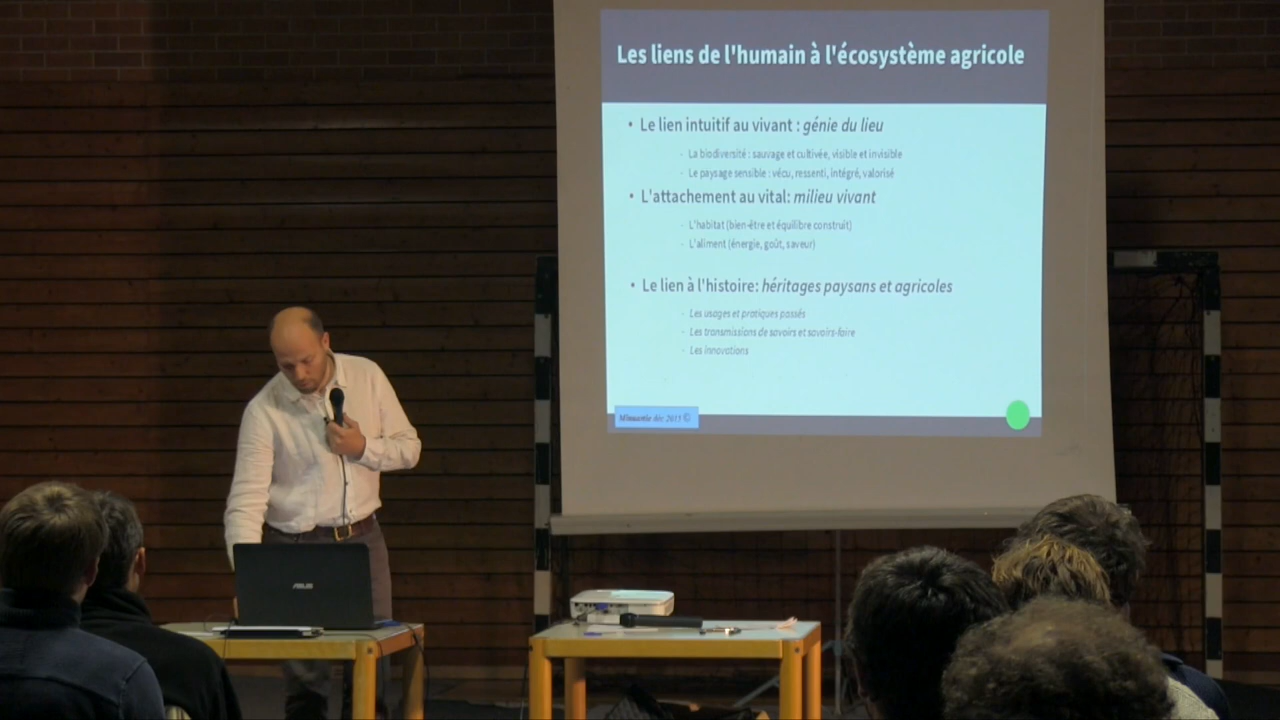 Les liens de l'humain à l'écosystème agricole
• Le lien intuitif au vivant : génie du lieu
- La biodiversité : sauvage et cultivée, visible et invisible
- Le paysage sensible : vécu, ressenti, intégré, valorisé
• L'attachement au vital: milieu vivant
- L'habitat (bien-être et équilibre construit)
- L'aliment (énergie, goût, saveur)
• Le lien à l'histoire: héritages paysans et agricoles
- Les usages et pratiques passés
- Les transmissions de savoirs et savoirs-faire
- Les innovations
déc 2015 ©
ASUS